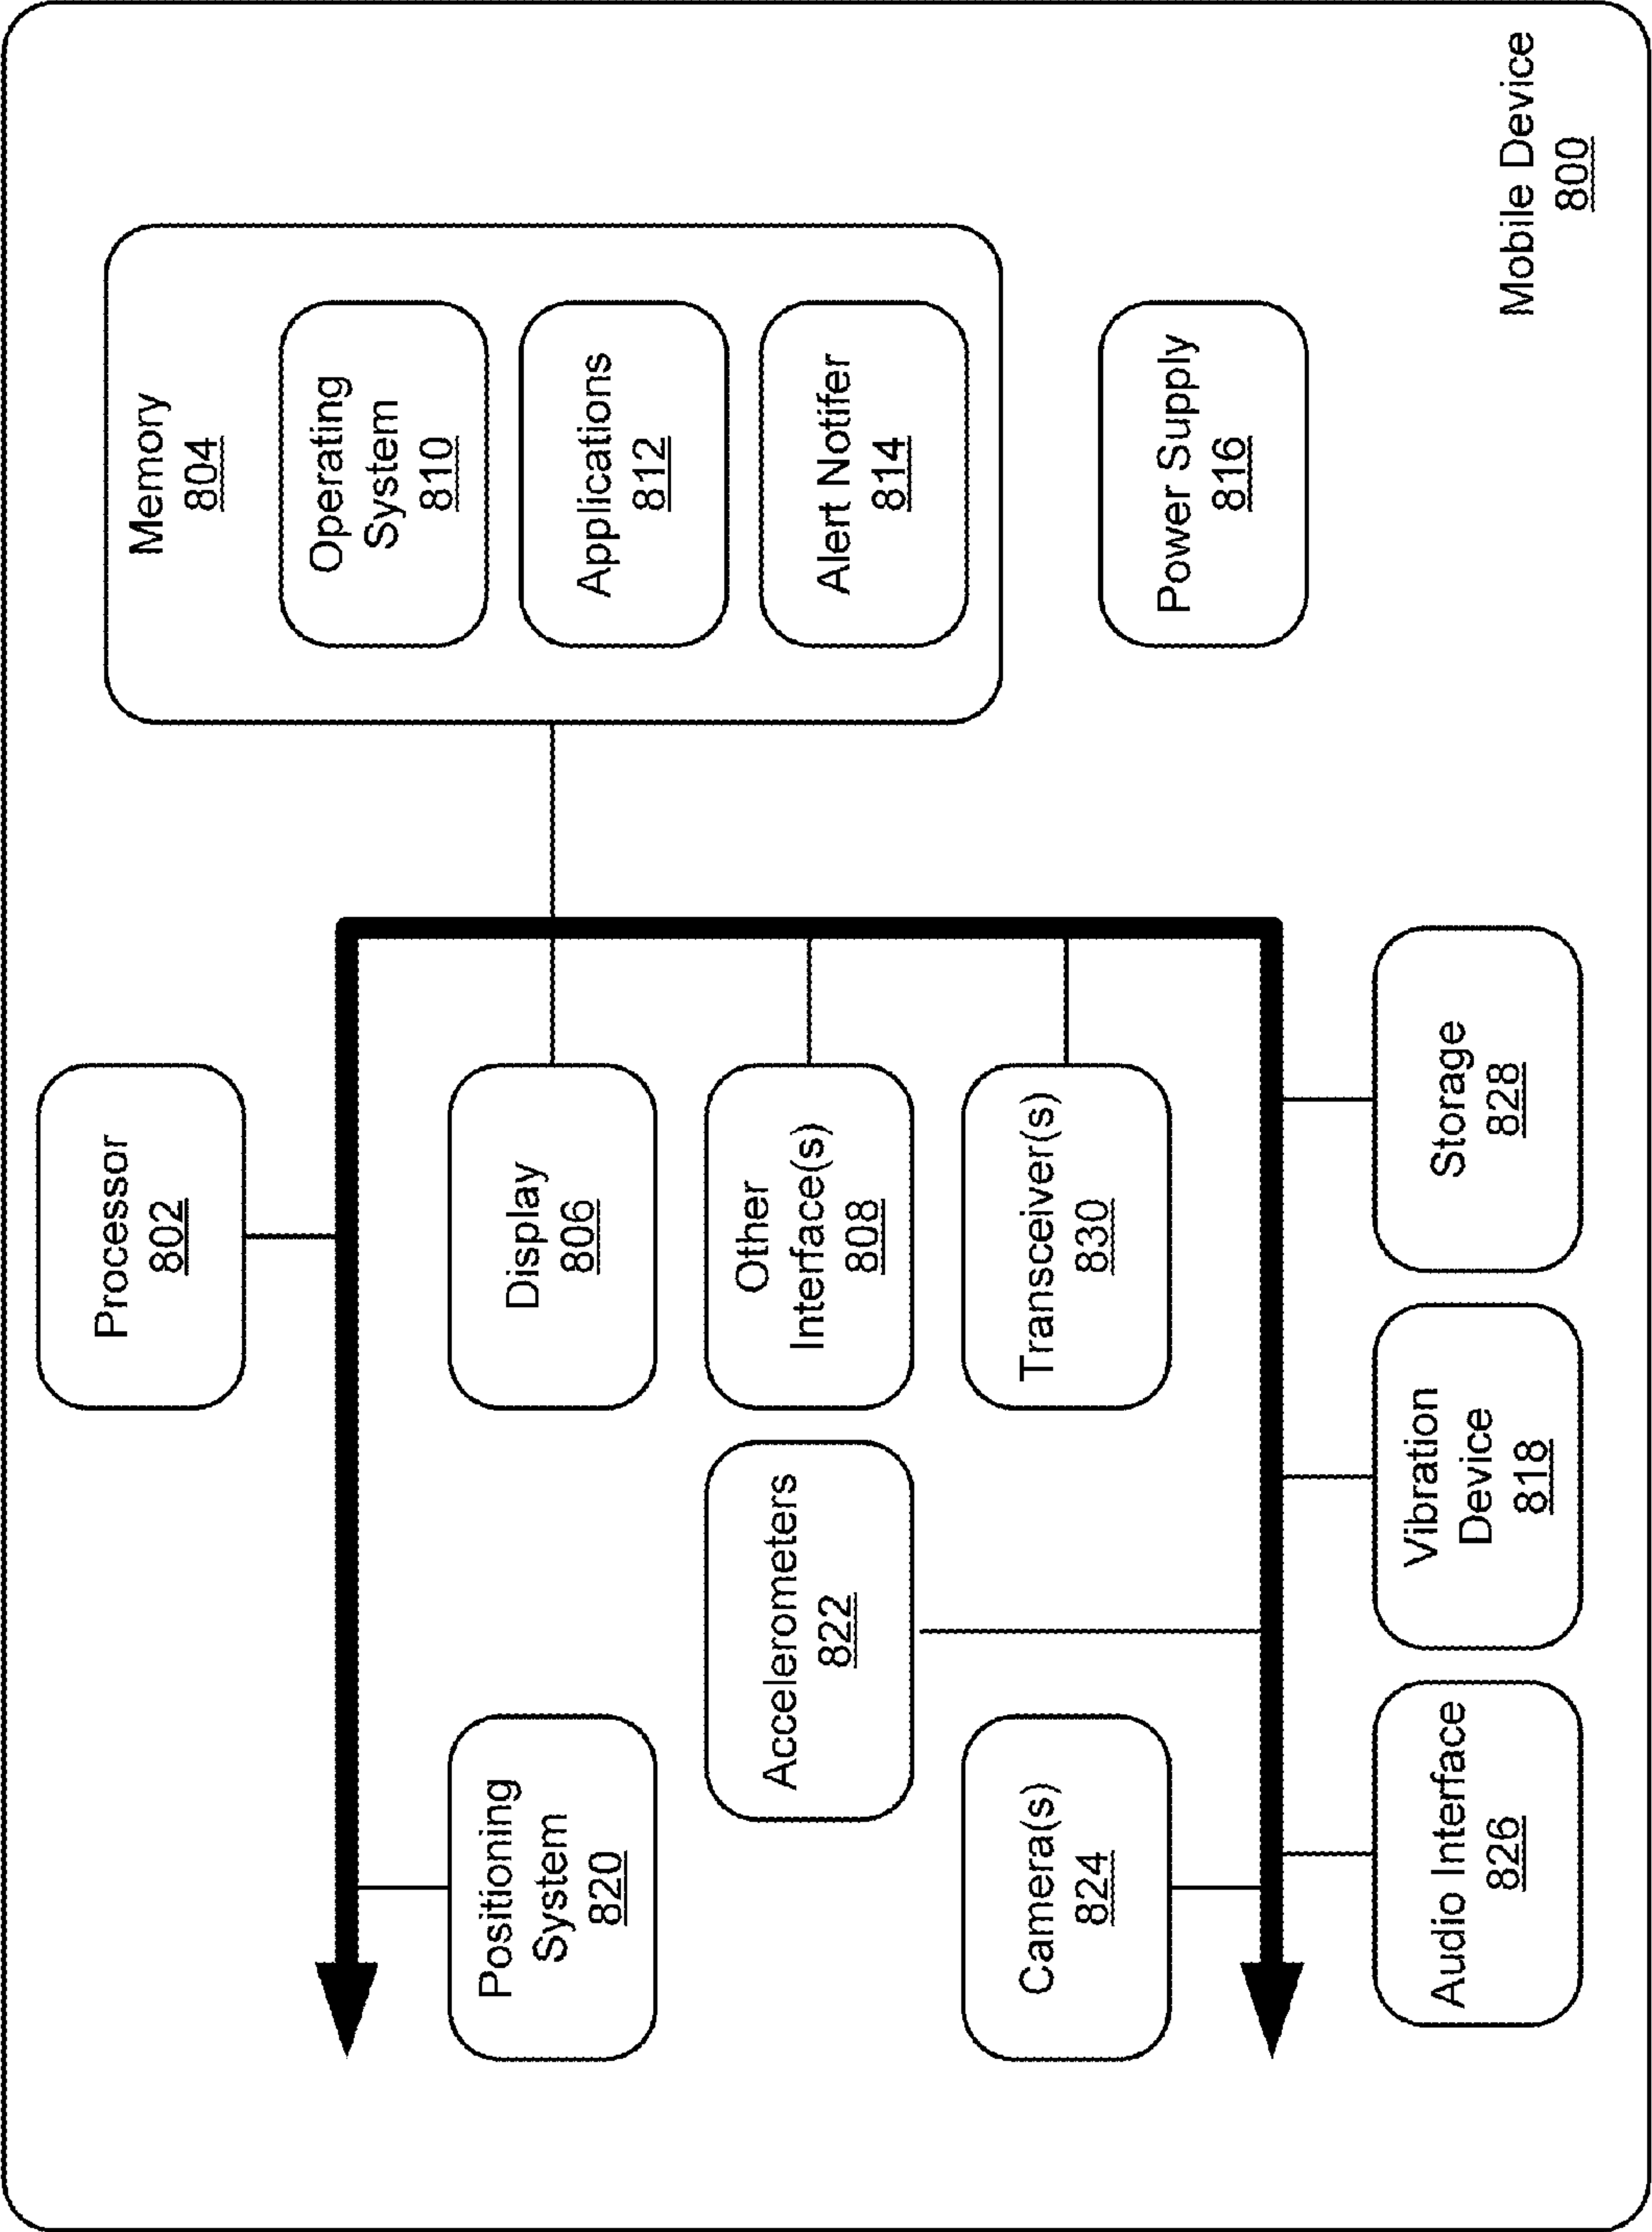 Processor
802
Memory
804
Operating
System
810
Positioning
System
820
Display
806
Applications
812
Accelerometers
822
Other
Interface(s)
808
Alert Notifer
814
Camera(s)
824
Transceiver(s)
830
Power Supply
816
Audio Interface
826
Vibration
Device
818
Storage
828
Mobile Device
800